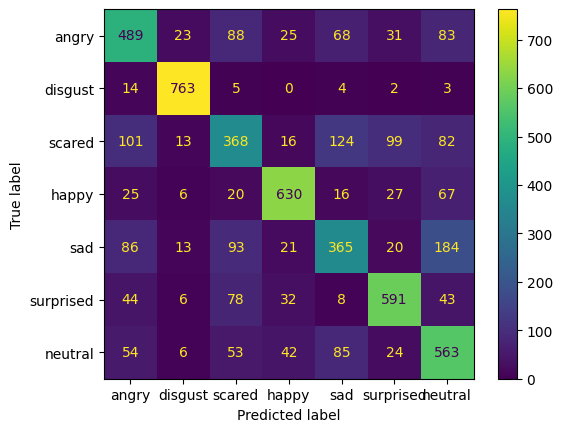 angry 489 23 88 25 68 31 83
disgust 14 763 5 0 4 2 3
scared 101 13 368 16 124 99 82
happy 25 6 20 630 16 27 67
sad 86 13 93 21 365 20 184
surprised 44 6 78 32 8 591 43
neutral 54 6 53 42 85 24 563
angry disgust scared happy sad surprised neutral
Predicted label
True label
700
600
500
400
300
200
100
0